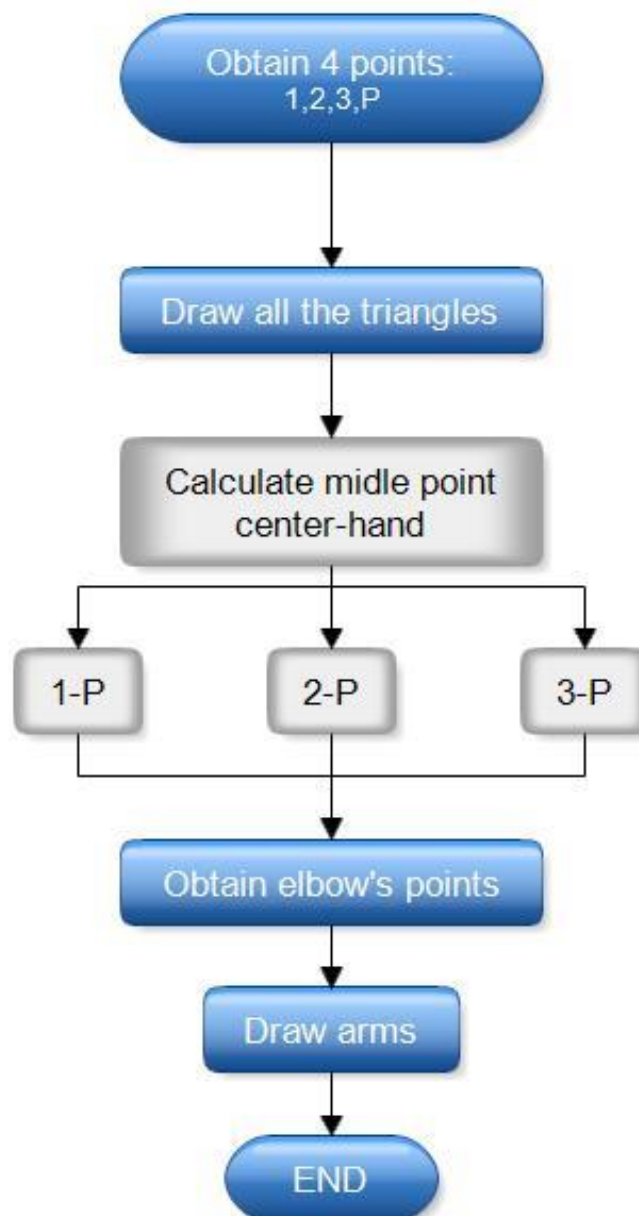 Obtain 4 points:
1,2,3,P
Draw all the triangles
Calculate midle point
center-hand
1-P
2-P
3-P
Obtain elbow's points
Draw arms
END